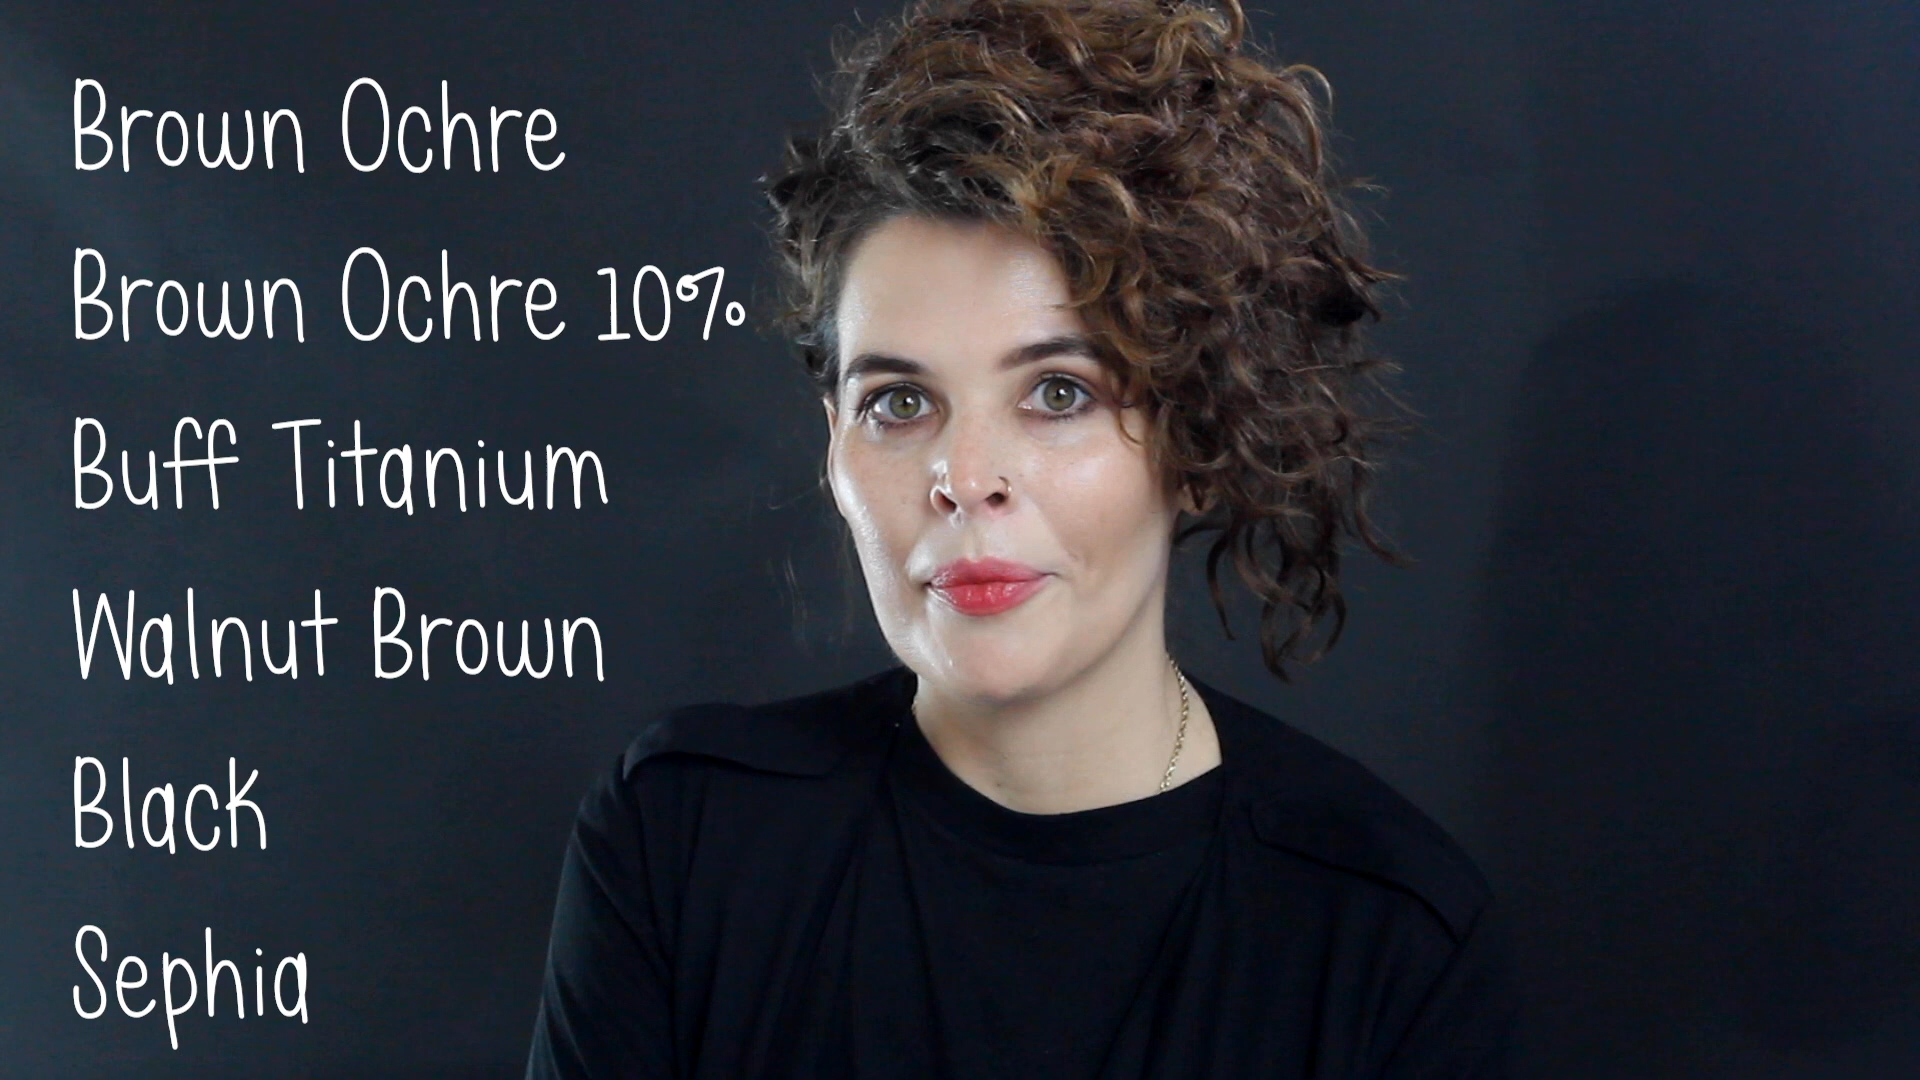 Brown Ochre
Brown Ochre 10%
Buff Titanium
Walnut Brown
Black
Sephia